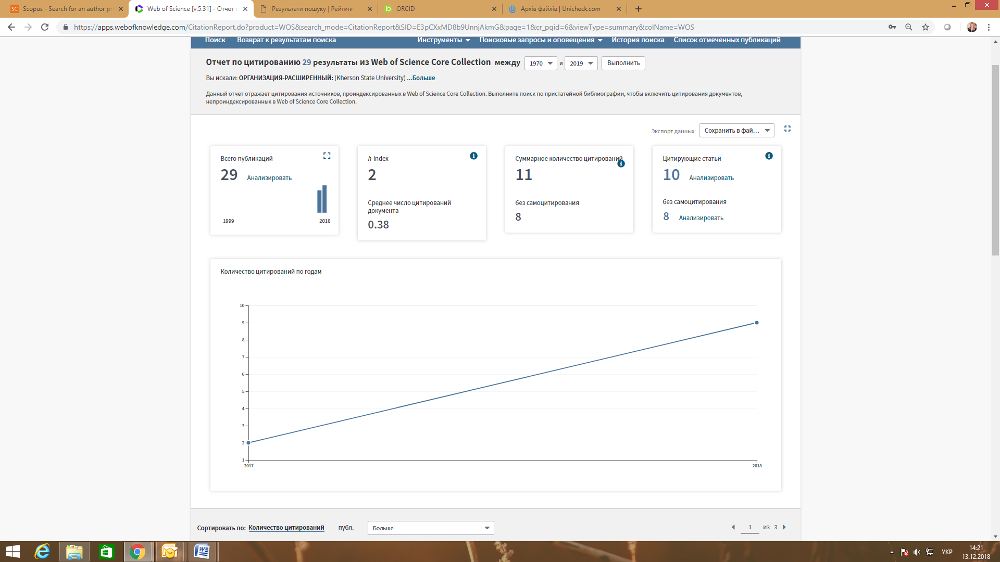 Scopus - Search for an author pr
Web of Science [v.5.31] - Отчет п
Результати пошуку | Рейтинг
ORCID
Архів файлів | Unicheck.com
https://apps.webofknowledge.com/CitationReport.do?product=WOS&search_mode=CitationReport&SID=E3pCXxMD8b9UnnjAkmG&page=1&cr_pqid=6&viewType=summary&colName=WOS
Поиск Возврат к результатам поиска Инструменты Поисковые запросы и оповещения История поиска Список отмеченных публикаций
Отчет по цитированию 29 результаты из Web of Science Core Collection между 1970 и 2019 Выполнить
Вы искали: ОРГАНИЗАЦИЯ-РАСШИРЕННЫЙ: (Kherson State University) ...Больше
Данный отчет отражает цитирования источников, проиндексированных в Web of Science Core Collection. Выполните поиск по пристатейной библиографии, чтобы включить цитирования документов,
непроиндексированных в Web of Science Core Collection.
Экспорт данных: Сохранить в фай...
Всего публикаций
29 Анализировать
1999 2018
h-index
2
Среднее число цитирований
документа
0.38
Суммарное количество цитирований
11
без самоцитирования
8
Цитирующие статьи
10 Анализировать
без самоцитирования
8 Анализировать
Количество цитирований по годам
10
9
8
7
6
5
4
3
2
1
2017 2018
Сортировать по: Количество цитирований публ. Больше 1 из 3
УКР
14:21
13.12.2018